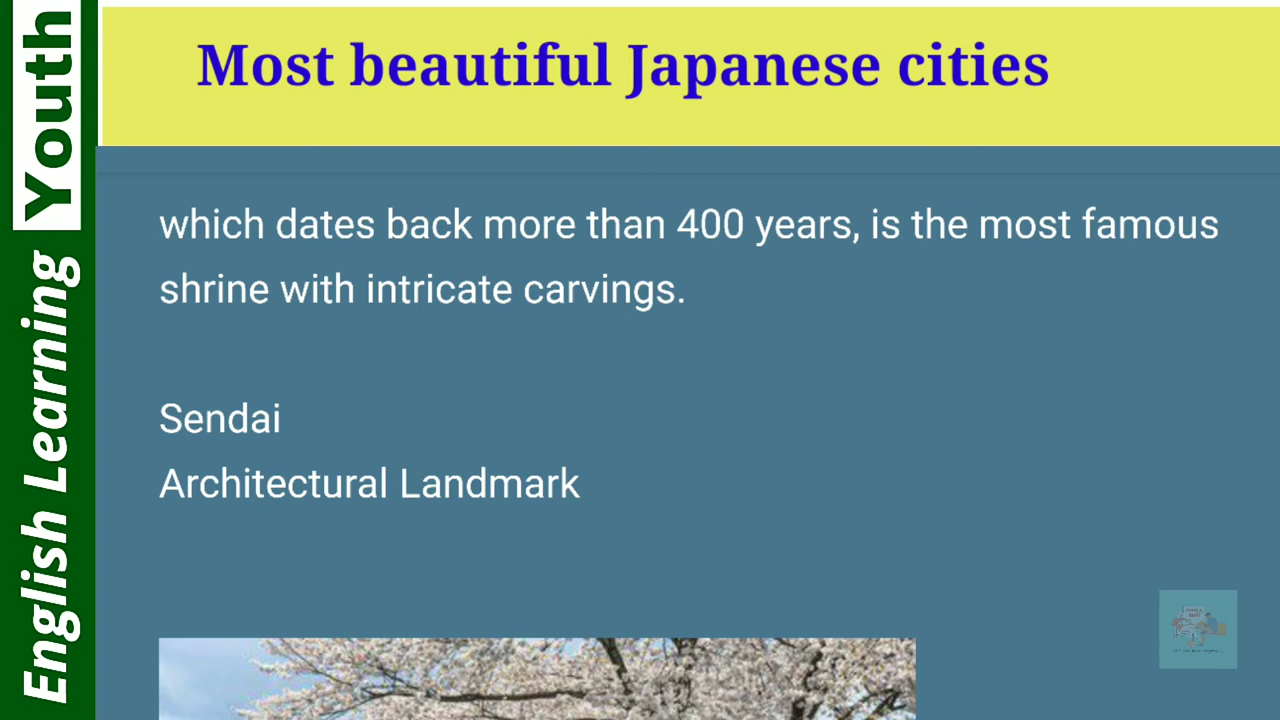 English Learning Youth
Most beautiful Japanese cities
which dates back more than 400 years, is the most famous
shrine with intricate carvings.
Sendai
Architectural Landmark